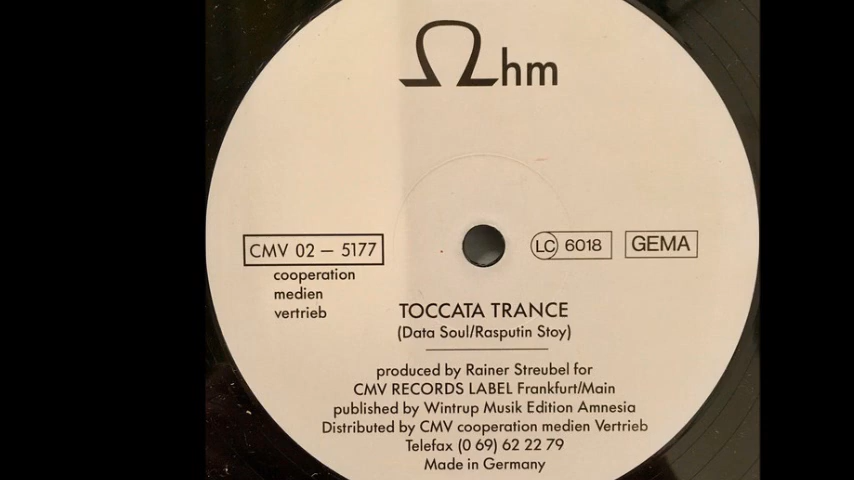 Ωhm
CMV 02 – 5177
cooperation
medien
vertrieb
LC 6018
GEMA
TOCCATA TRANCE
(Data Soul/Rasputin Stoy)
produced by Rainer Streubel for
CMV RECORDS LABEL Frankfurt/Main
published by Wintrup Musik Edition Amnesia
Distributed by CMV cooperation medien Vertrieb
Telefax (0 69) 62 22 79
Made in Germany